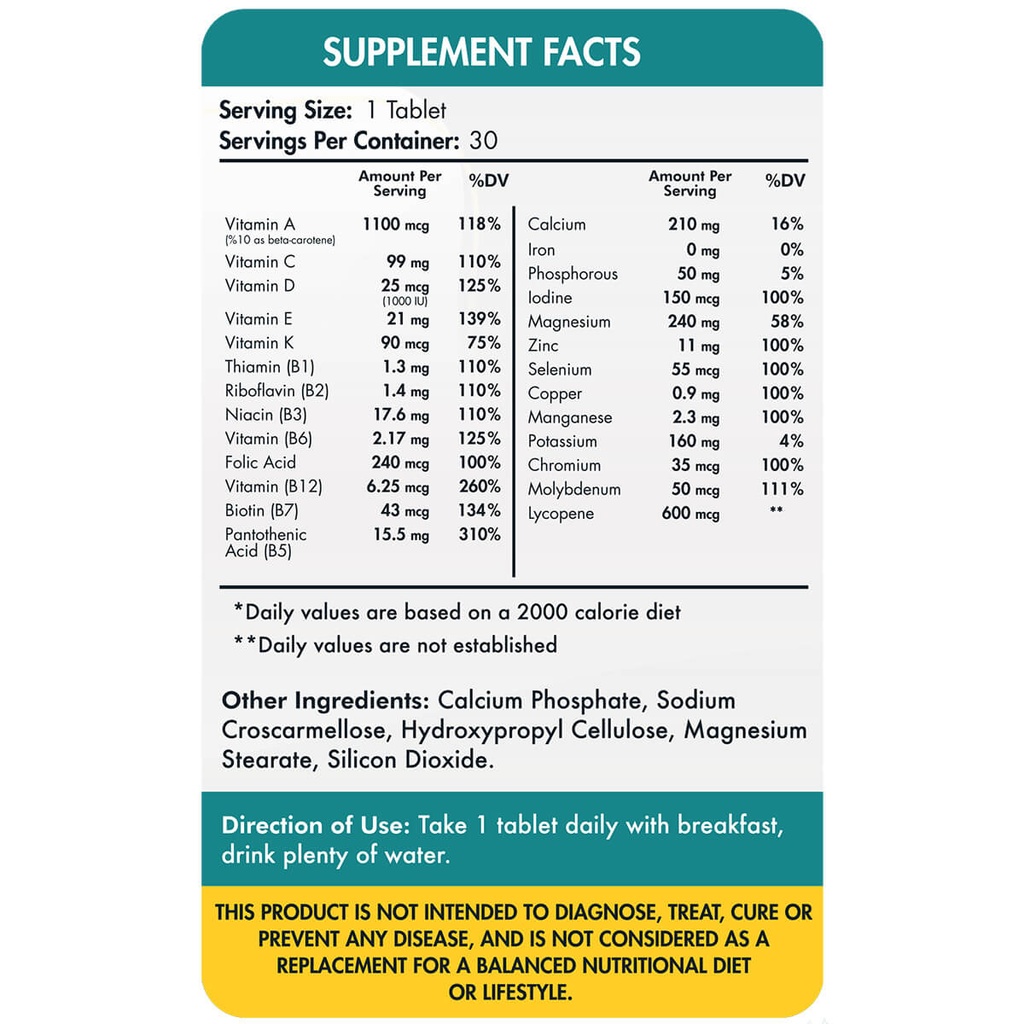 SUPPLEMENT FACTS
Serving Size: 1 Tablet
Servings Per Container: 30
Amount Per Serving %DV
Vitamin A 1100 mcg 118%
(%10 as beta-carotene)
Vitamin C 99 mg 110%
Vitamin D 25 mcg 125%
(1000 IU)
Vitamin E 21 mg 139%
Vitamin K 90 mcg 75%
Thiamin (B1) 1.3 mg 110%
Riboflavin (B2) 1.4 mg 110%
Niacin (B3) 17.6 mg 110%
Vitamin (B6) 2.17 mg 125%
Folic Acid 240 mcg 100%
Vitamin (B12) 6.25 mcg 260%
Biotin (B7) 43 mcg 134%
Pantothenic 15.5 mg 310%
Acid (B5)
Amount Per Serving %DV
Calcium 210 mg 16%
Iron 0 mg 0%
Phosphorous 50 mg 5%
Iodine 150 mcg 100%
Magnesium 240 mg 58%
Zinc 11 mg 100%
Selenium 55 mcg 100%
Copper 0.9 mg 100%
Manganese 2.3 mg 100%
Potassium 160 mg 4%
Chromium 35 mcg 100%
Molybdenum 50 mcg 111%
Lycopene 600 mcg **
*Daily values are based on a 2000 calorie diet
**Daily values are not established
Other Ingredients: Calcium Phosphate, Sodium
Croscarmellose, Hydroxypropyl Cellulose, Magnesium
Stearate, Silicon Dioxide.
Direction of Use: Take 1 tablet daily with breakfast,
drink plenty of water.
THIS PRODUCT IS NOT INTENDED TO DIAGNOSE, TREAT, CURE OR
PREVENT ANY DISEASE, AND IS NOT CONSIDERED AS A
REPLACEMENT FOR A BALANCED NUTRITIONAL DIET
OR LIFESTYLE.